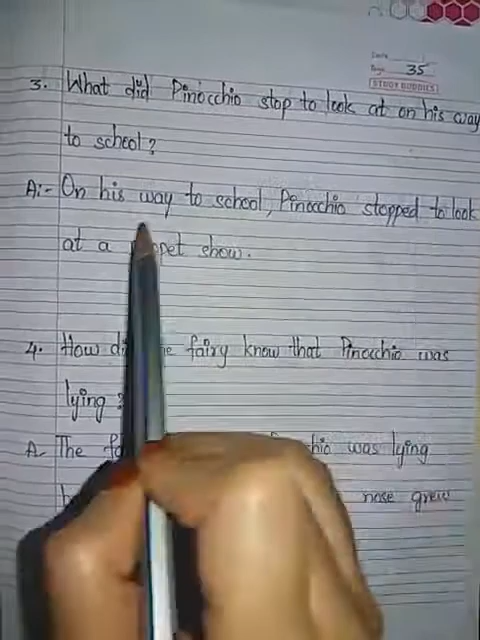 Date
Page 35
STUDY BUDDIES
3. What did Pinocchio stop to look at on his way
to school?
A:- On his way to school, Pinocchio stopped to look
at a show.
4. How fairy know that Pinocchio was
lying ?
A The was lying
nose grew